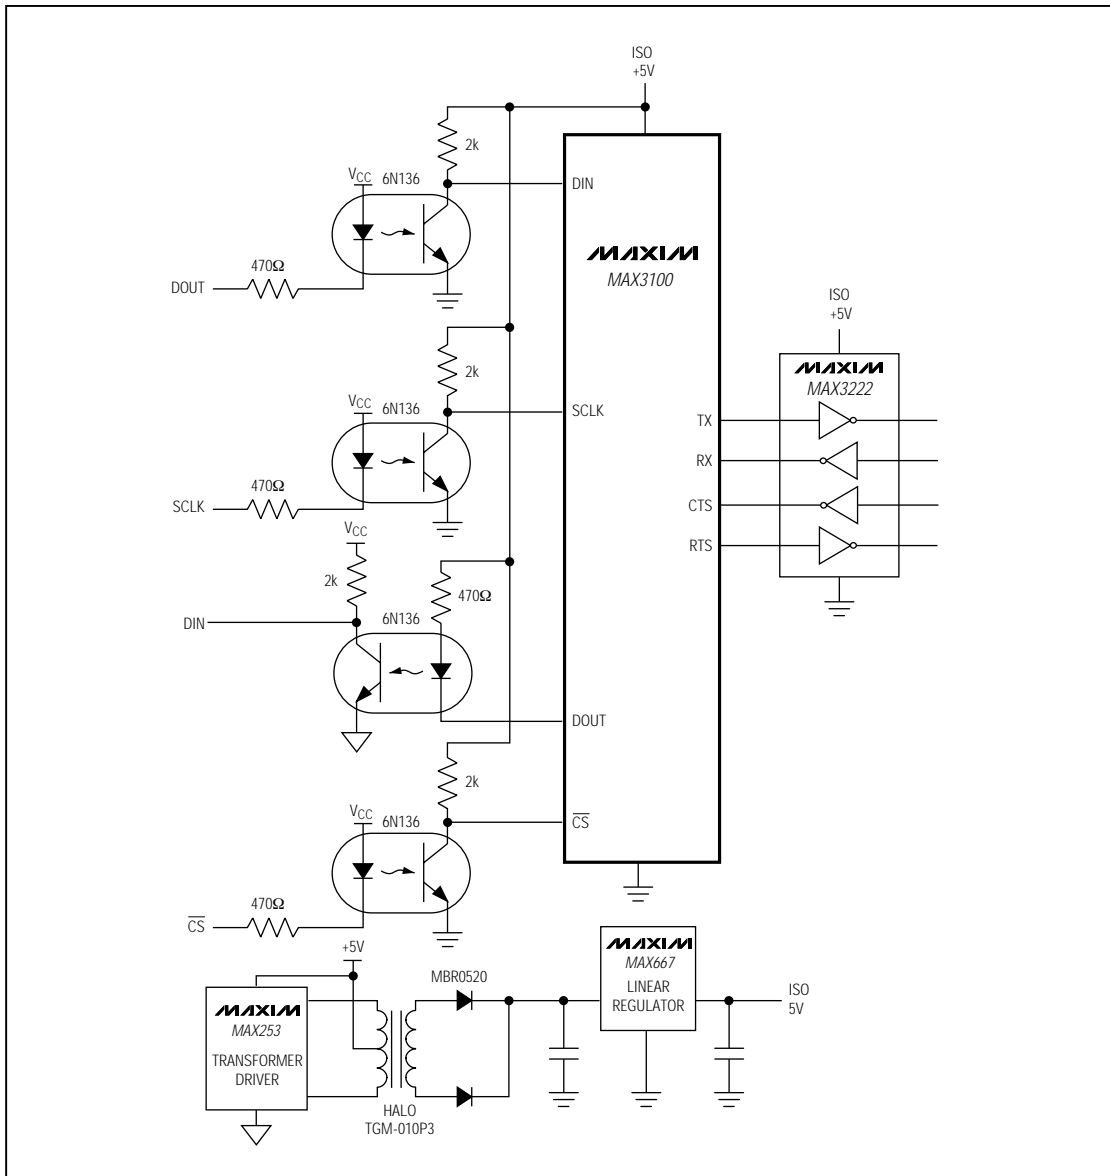 ISO
+5V
2k
VCC
6N136
DIN
MAXIM
MAX3100
470Ω
DOUT
ISO
+5V
2k
MAXIM
MAX3222
VCC
6N136
SCLK
TX
RX
470Ω
SCLK
CTS
VCC
RTS
2k
470Ω
6N136
DIN
DOUT
2k
VCC
6N136
CS
470Ω
CS
+5V
MBR0520
MAXIM
MAX667
LINEAR
REGULATOR
ISO
5V
MAXIM
MAX253
TRANSFORMER
DRIVER
HALO
TGM-010P3